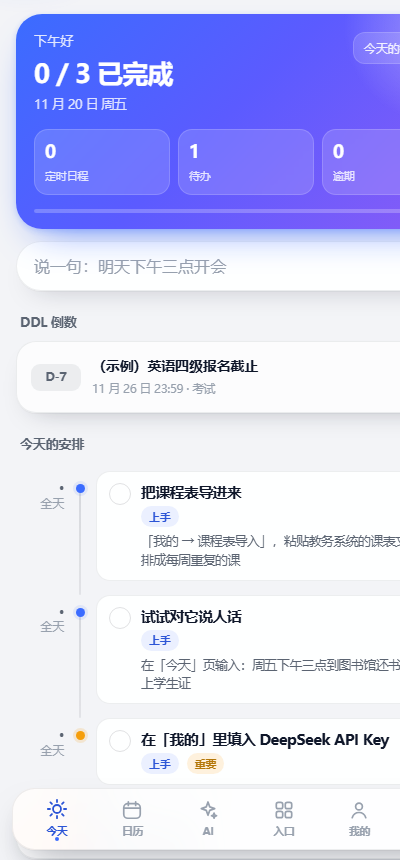 下午好
今天的
0 / 3 已完成
11 月 20 日 周五
0
定时日程
1
待办
0
逾期
说一句：明天下午三点开会
DDL 倒数
D-7
（示例）英语四级报名截止
11 月 26 日 23:59 · 考试
今天的安排
全天
把课程表导进来
上手
「我的 → 课程表导入」，粘贴教务系统的课表
排成每周重复的课
全天
试试对它说人话
上手
在「今天」页输入：周五下午三点到图书馆还书
上学生证
全天
在「我的」里填入 DeepSeek API Key
上手 重要
今天 日历 AI 入口 我的